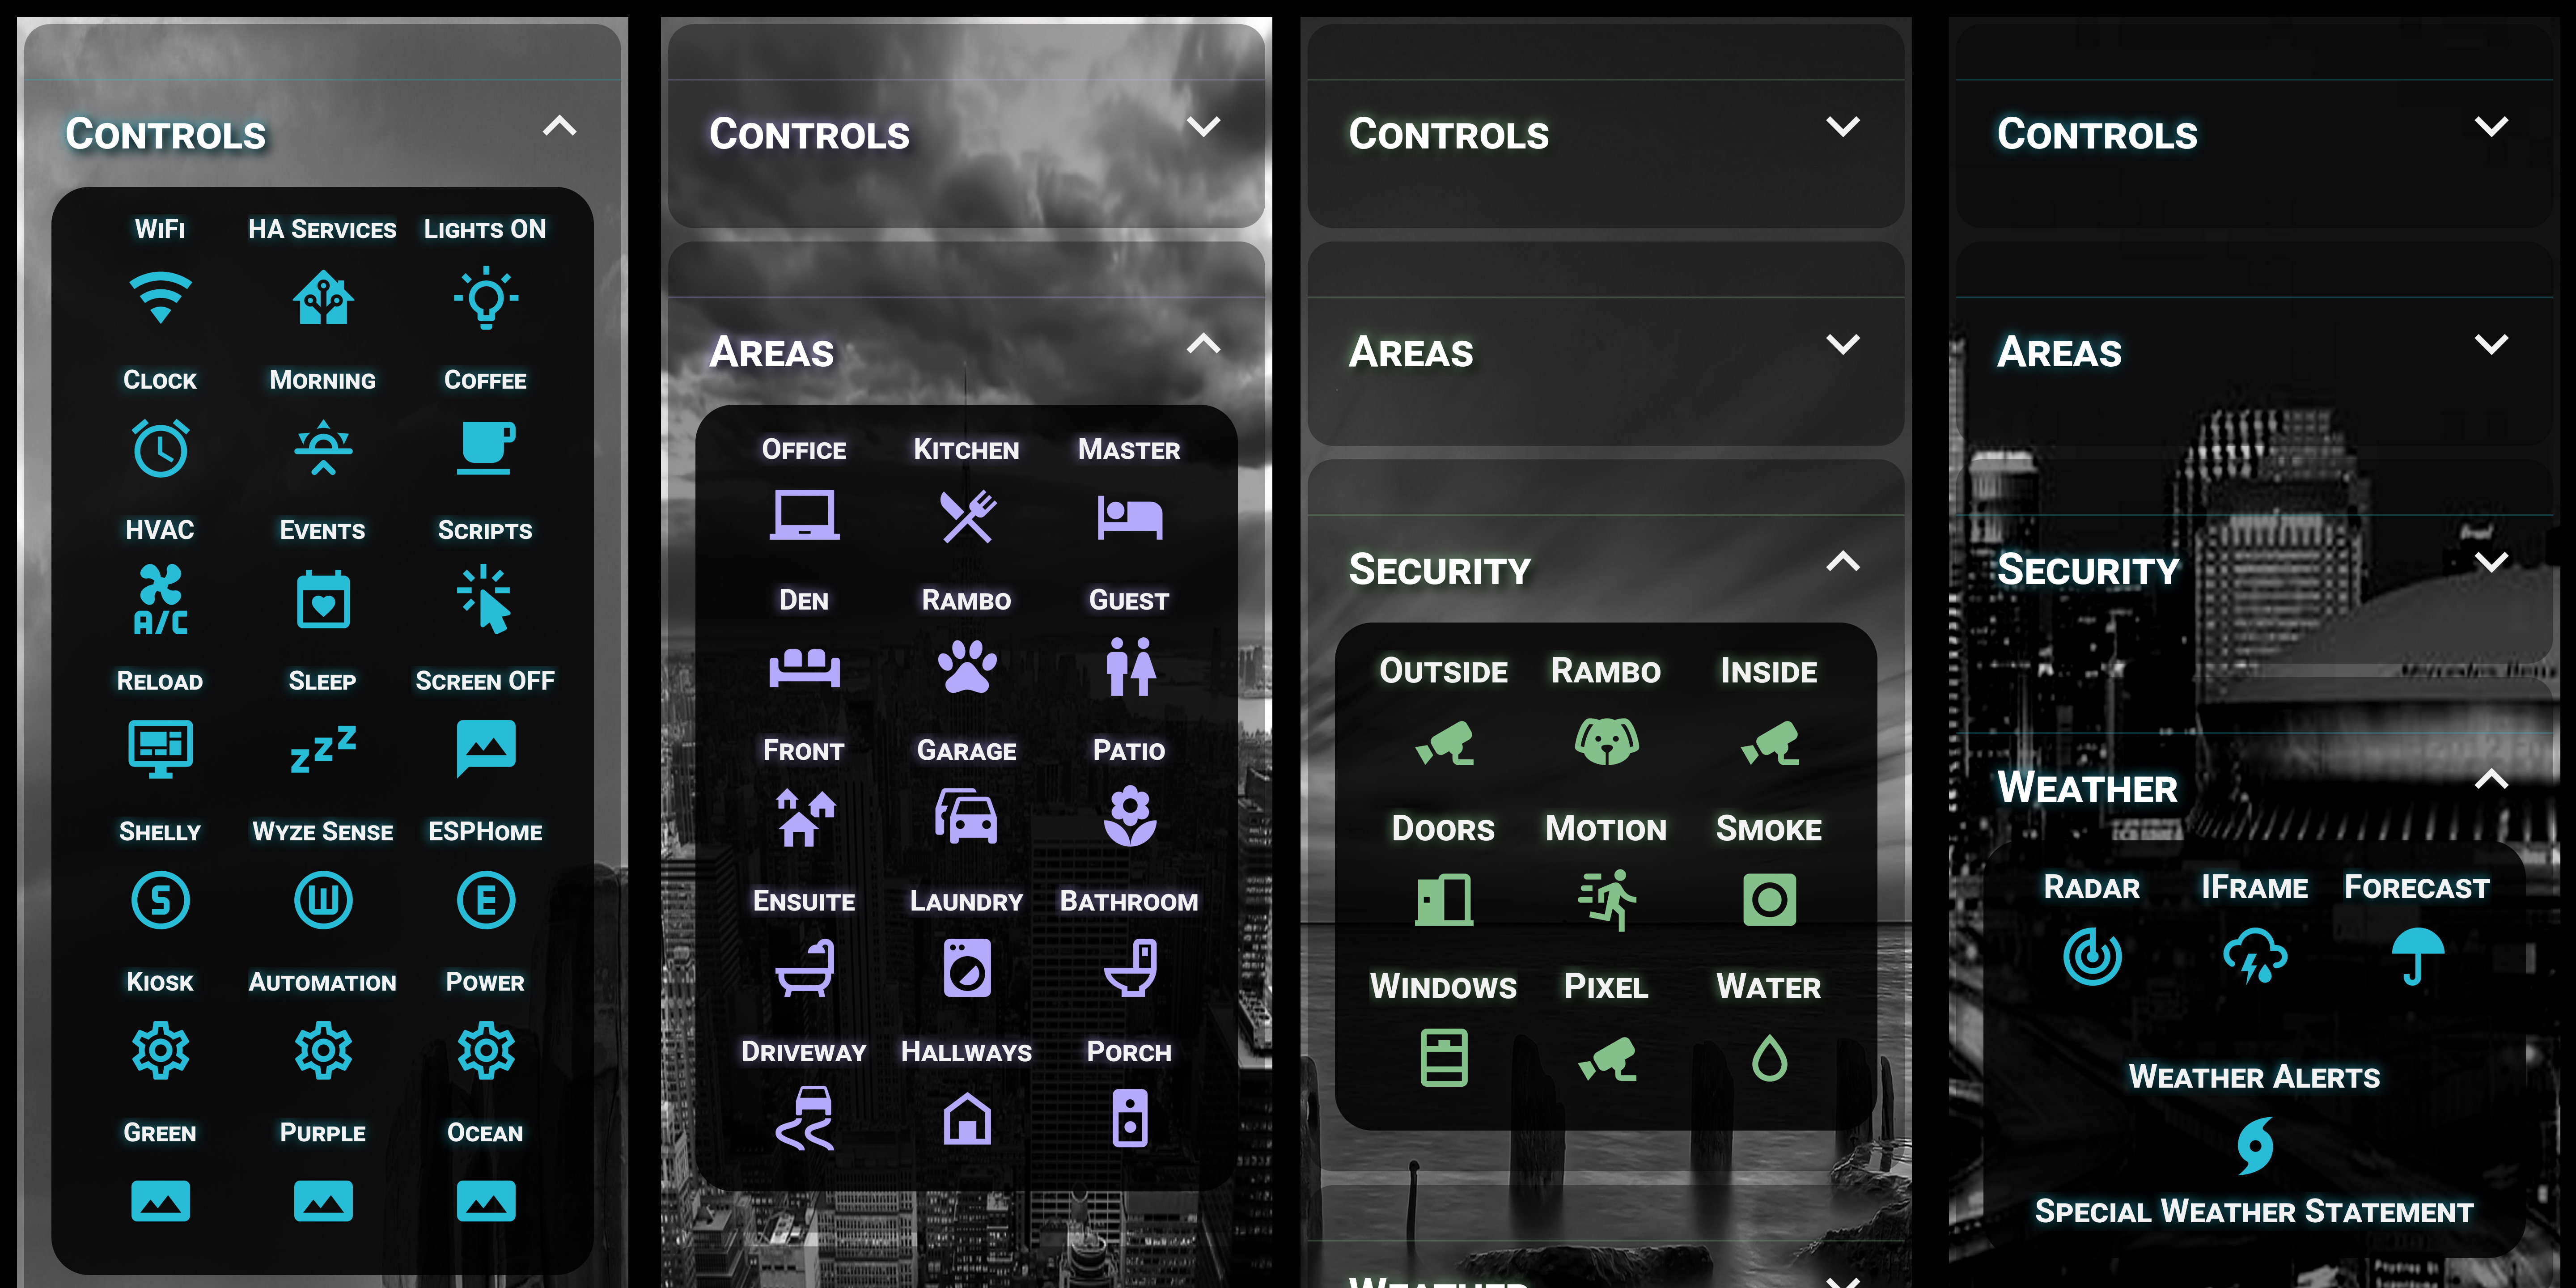 Controls
WiFi HA Services Lights ON
Clock Morning Coffee
HVAC Events Scripts
A/C
Reload Sleep Screen OFF
zzz
Shelly Wyze Sense ESPHome
S W E
Kiosk Automation Power
Green Purple Ocean
Controls
Areas
Office Kitchen Master
Den Rambo Guest
Front Garage Patio
Ensuite Laundry Bathroom
Driveway Hallways Porch
Controls
Areas
Security
Outside Rambo Inside
Doors Motion Smoke
Windows Pixel Water
Weather
Controls
Areas
Security
Weather
Radar IFrame Forecast
Weather Alerts
Special Weather Statement